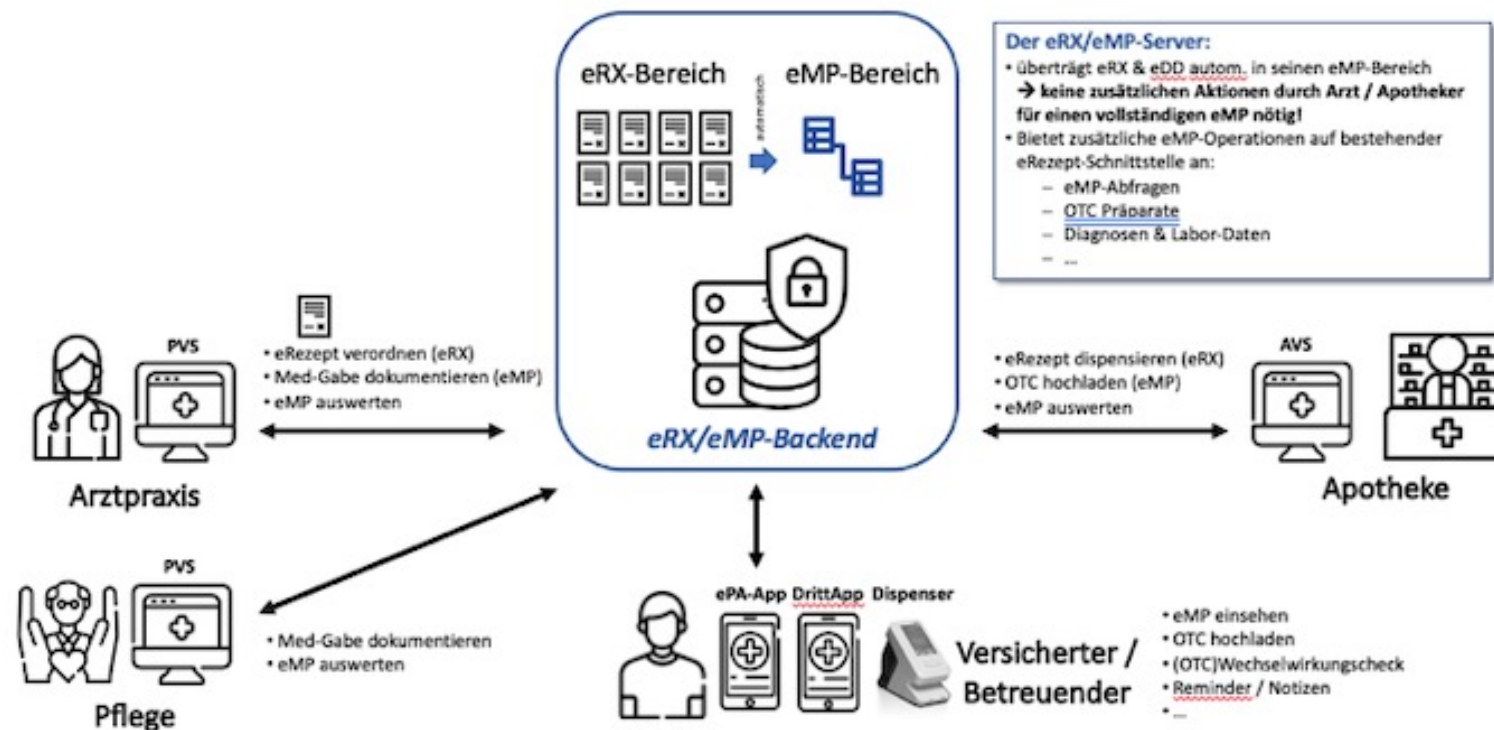 eRX-Bereich
eMP-Bereich
automatisch
eRX/eMP-Backend
Der eRX/eMP-Server:
• überträgt eRX & eDD autom. in seinen eMP-Bereich
→ keine zusätzlichen Aktionen durch Arzt / Apotheker
für einen vollständigen eMP nötig!
• Bietet zusätzliche eMP-Operationen auf bestehender
eRezept-Schnittstelle an:
– eMP-Abfragen
– OTC Präparate
– Diagnosen & Labor-Daten
– ...
PVS
• eRezept verordnen (eRX)
• Med-Gabe dokumentieren (eMP)
• eMP auswerten
Arztpraxis
• eRezept dispensieren (eRX)
• OTC hochladen (eMP)
• eMP auswerten
AVS
Apotheke
PVS
• Med-Gabe dokumentieren
• eMP auswerten
Pflege
ePA-App DrittApp Dispenser
Versicherter /
Betreuender
• eMP einsehen
• OTC hochladen
• (OTC)Wechselwirkungscheck
• Reminder / Notizen
• ...